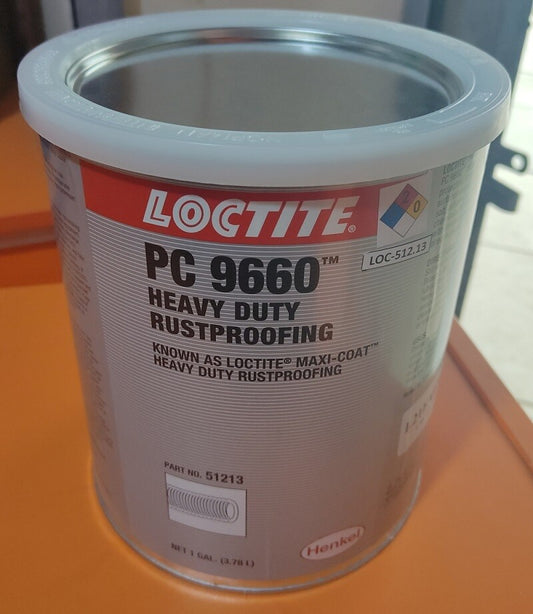 LOCTITE®
0
LOC-512.13
PC 9660™
HEAVY DUTY
RUSTPROOFING
KNOWN AS LOCTITE® MAXI-COAT™
HEAVY DUTY RUSTPROOFING
PART NO. 51213
NET 1 GAL. (3.78 L)
Henkel